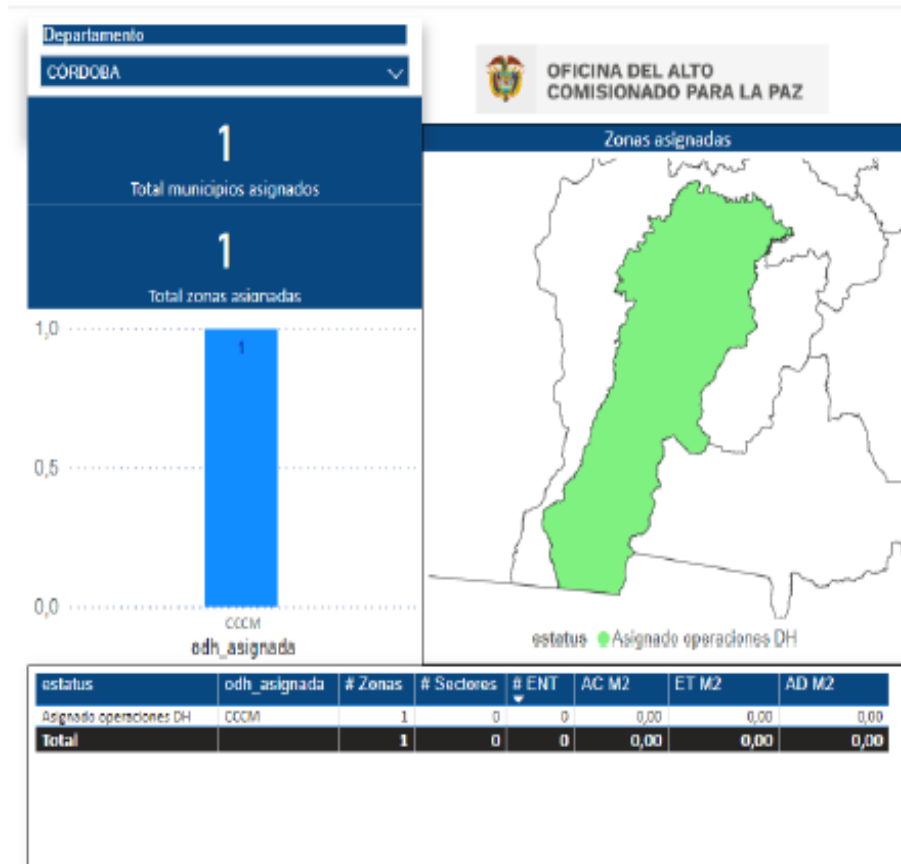 Departamento
CÓRDOBA
OFICINA DEL ALTO
COMISIONADO PARA LA PAZ
1
Total municipios asignados
1
Total zonas asignadas
Zonas asignadas
1,0
1
0,5
0,0
CCCM
odh_asignada
estatus Asignado operaciones DH
estatus odh_asignada # Zonas # Sectores # ENT AC M2 ET M2 AD M2
Asignado operaciones DH CCCM 1 0 0 0,00 0,00 0,00
Total 1 0 0 0,00 0,00 0,00